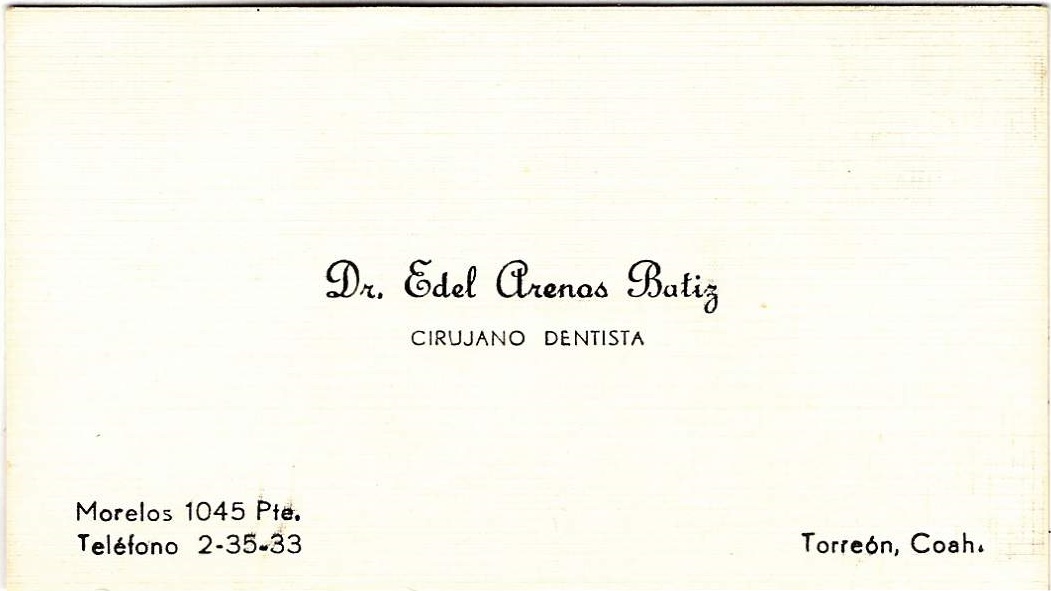 Dr. Edel Arenas Batiz
CIRUJANO DENTISTA
Morelos 1045 Pte.
Teléfono 2-35-33
Torreón, Coah.